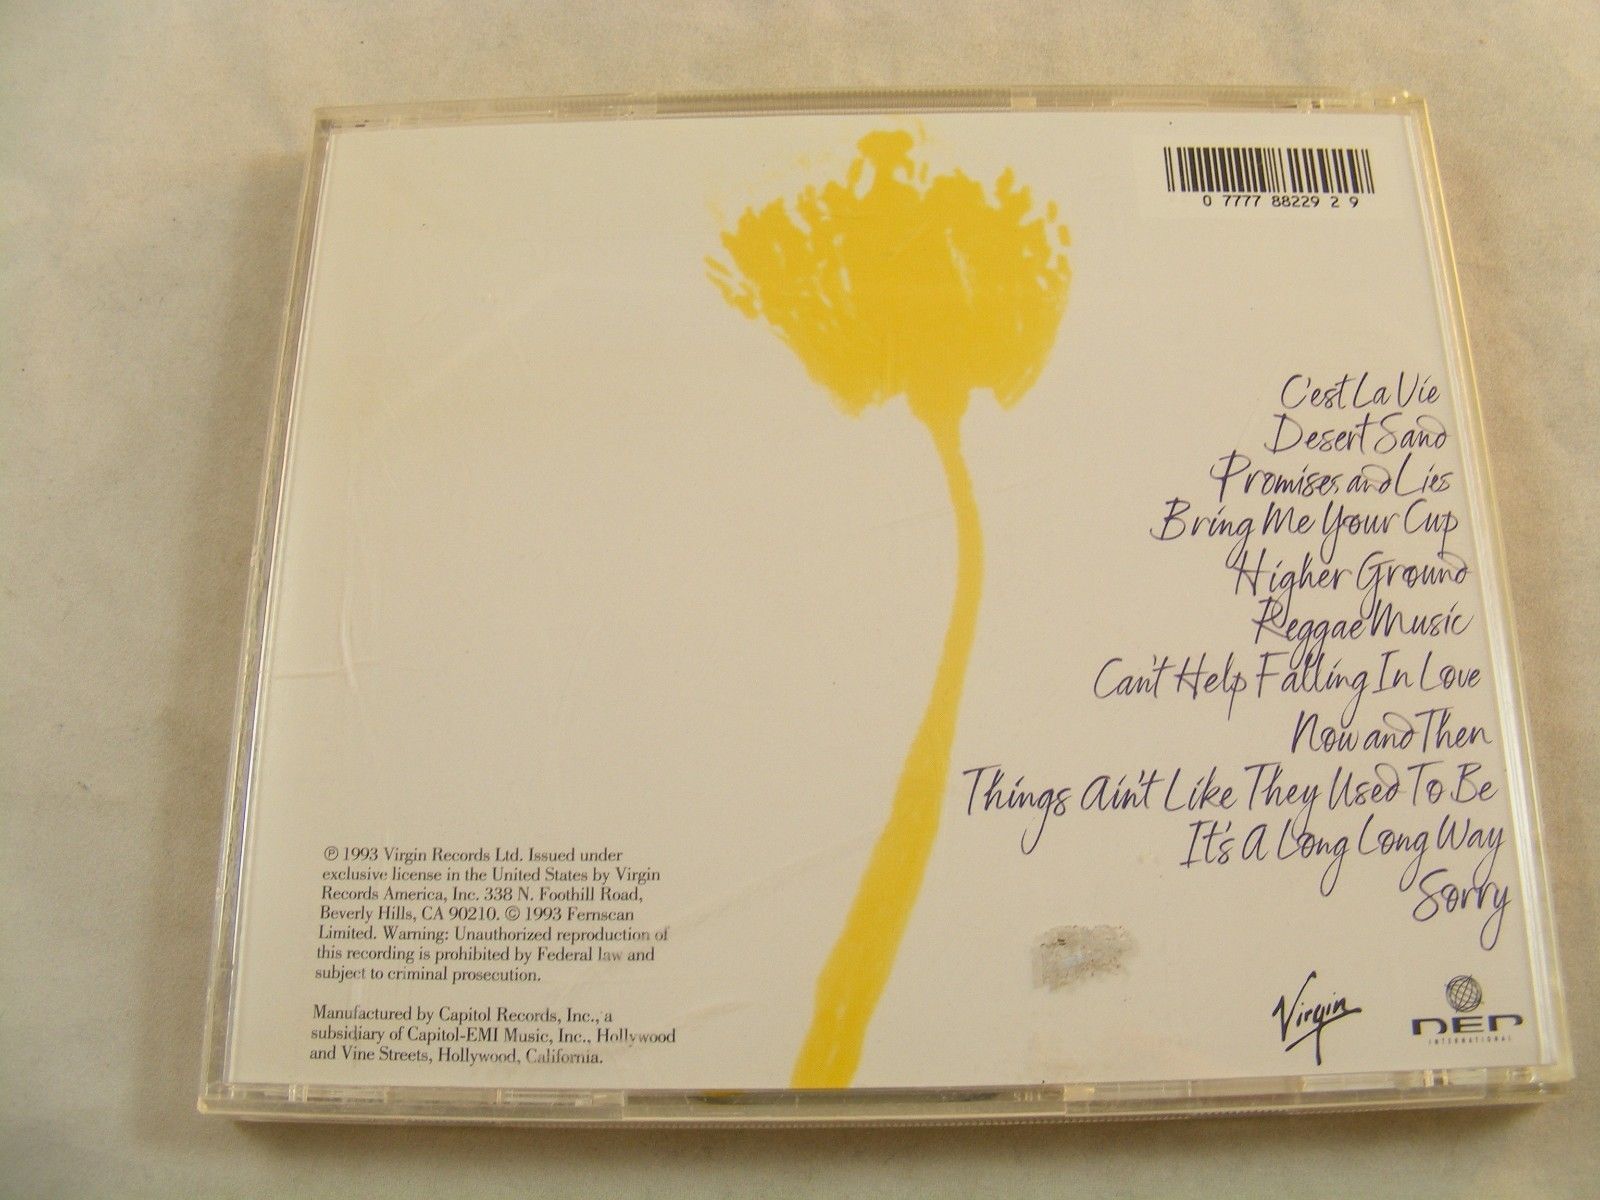 0 7777 88229 2 9
C'est La Vie
Desert Sand
Promises and Lies
Bring Me Your Cup
Higher Ground
Reggae Music
Can't Help Falling In Love
Now and Then
Things Ain't Like They Used To Be
It's A Long Long Way
Sorry
℗ 1993 Virgin Records Ltd. Issued under
exclusive license in the United States by Virgin
Records America, Inc. 338 N. Foothill Road,
Beverly Hills, CA 90210. © 1993 Fernscan
Limited. Warning: Unauthorized reproduction of
this recording is prohibited by Federal law and
subject to criminal prosecution.
Manufactured by Capitol Records, Inc., a
subsidiary of Capitol-EMI Music, Inc., Hollywood
and Vine Streets, Hollywood, California.
Virgin
DEP
INTERNATIONAL